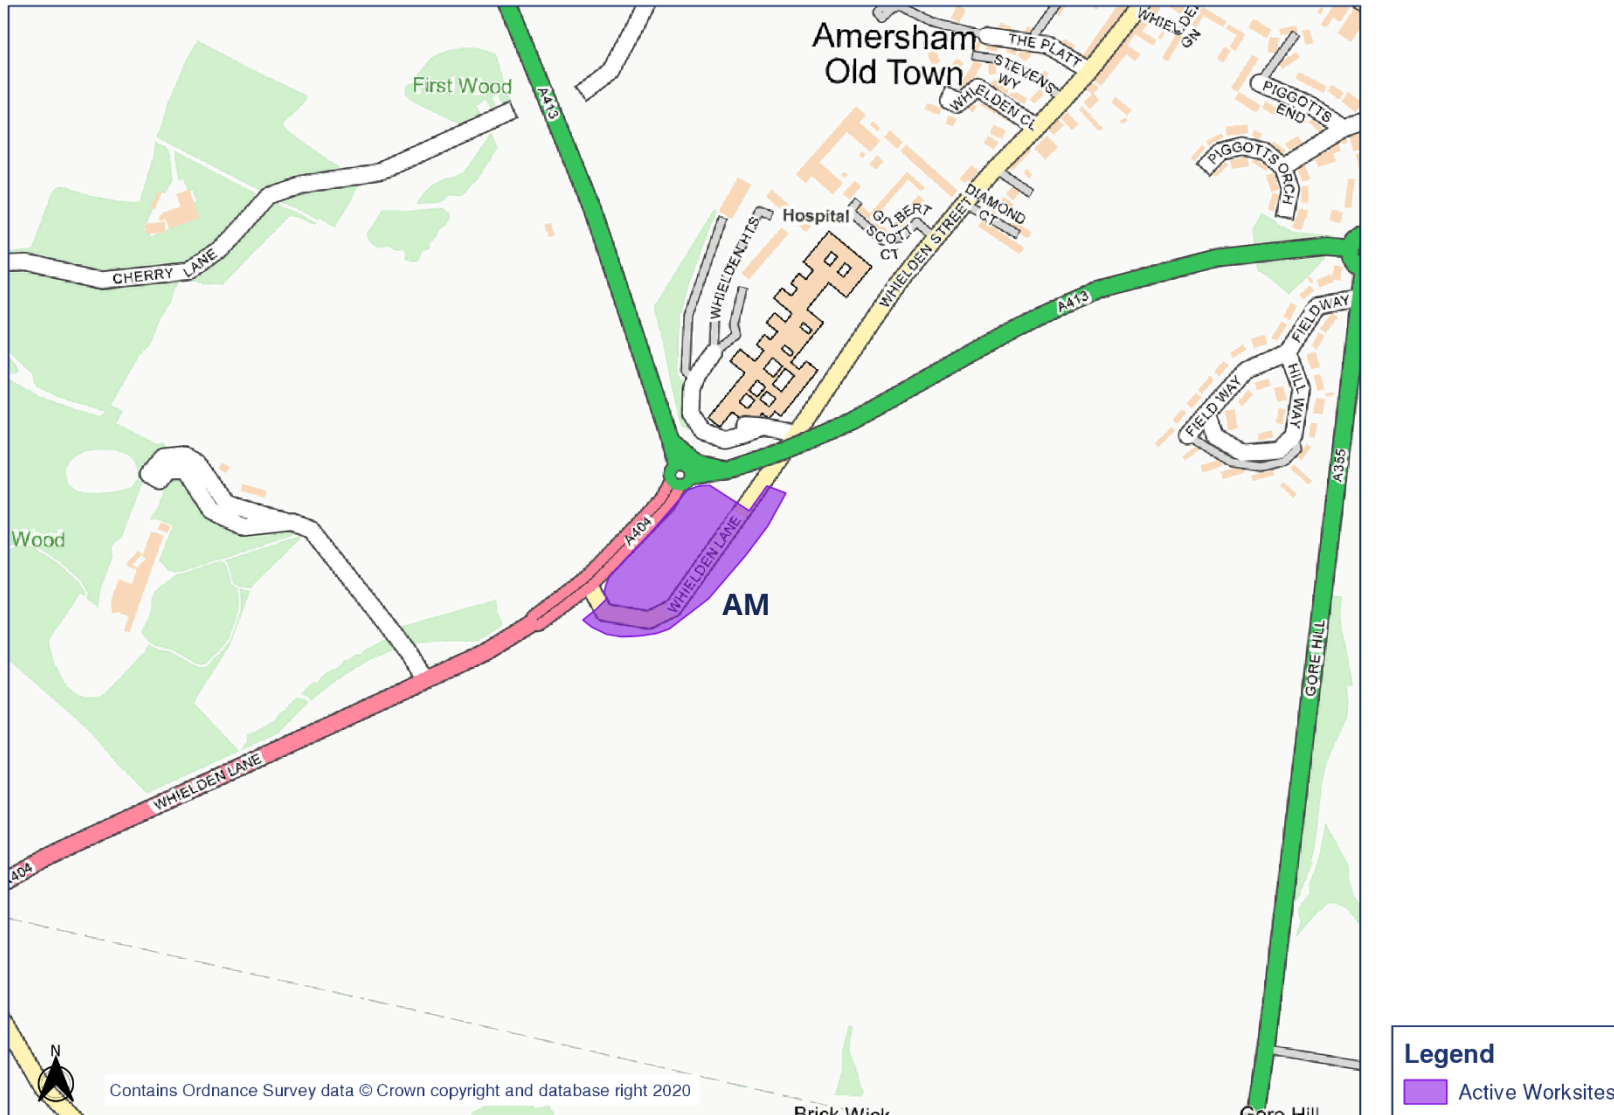 Amersham
Old Town
First Wood
A413
THE PLATT
STEVENS
WY
WHIELDEN CL
PIGGOTTS
END
PIGGOTTS ORCH
CHERRY LANE
Hospital
WHIELDEN HTS
GILBERT
SCOTT
CT
DIAMOND
CT
WHIELDEN STREET
A413
FIELD WAY
FIELD WAY
HILL WAY
A355
Wood
A404
WHIELDEN LANE
AM
GORE HILL
WHIELDEN LANE
N
Contains Ordnance Survey data © Crown copyright and database right 2020
Brick Wick
Gore Hill
Legend
Active Worksites